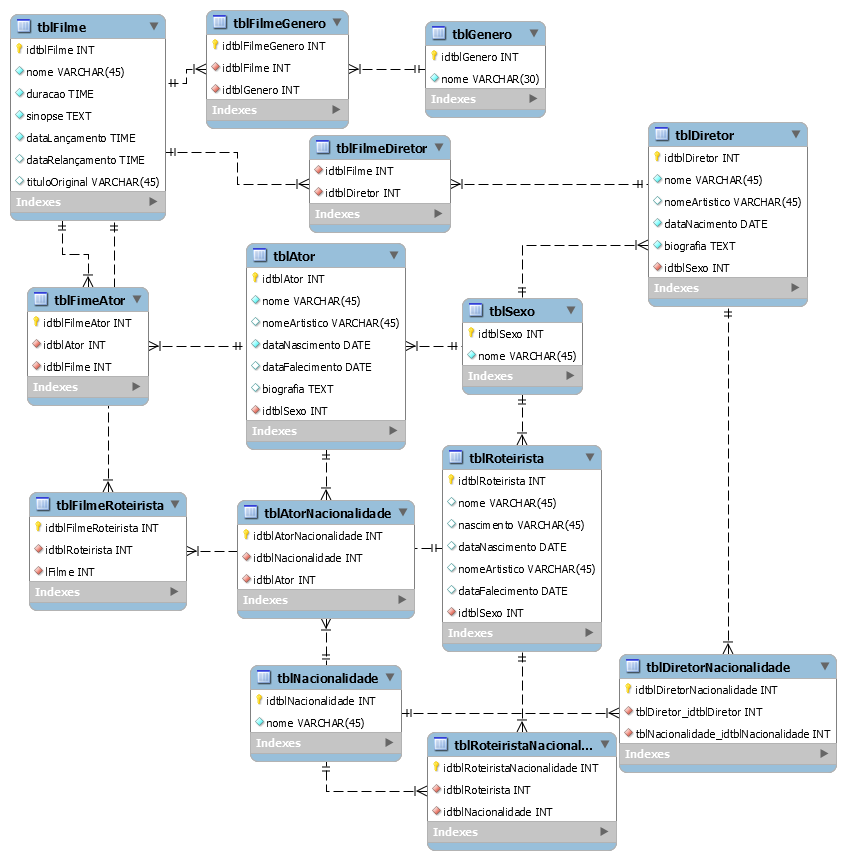 tblFilme
idtblFilme INT
nome VARCHAR(45)
duracao TIME
sinopse TEXT
dataLançamento TIME
dataRelançamento TIME
tituloOriginal VARCHAR(45)
Indexes
tblFilmeGenero
idtblFilmeGenero INT
idtblFilme INT
idtblGenero INT
Indexes
tblGenero
idtblGenero INT
nome VARCHAR(30)
Indexes
tblFilmeDiretor
idtblFilme INT
idtblDiretor INT
Indexes
tblDiretor
idtblDiretor INT
nome VARCHAR(45)
nomeArtistico VARCHAR(45)
dataNacimento DATE
biografia TEXT
idtblSexo INT
Indexes
tblFimeAtor
idtblFilmeAtor INT
idtblAtor INT
idtblFilme INT
Indexes
tblAtor
idtblAtor INT
nome VARCHAR(45)
nomeArtistico VARCHAR(45)
dataNascimento DATE
dataFalecimento DATE
biografia TEXT
idtblSexo INT
Indexes
tblSexo
idtblSexo INT
nome VARCHAR(45)
Indexes
tblFilmeRoteirista
idtblFilmeRoteirista INT
idtblRoteirista INT
lFilme INT
Indexes
tblAtorNacionalidade
idtblAtorNacionalidade INT
idtblNacionalidade INT
idtblAtor INT
Indexes
tblRoteirista
idtblRoteirista INT
nome VARCHAR(45)
nascimento VARCHAR(45)
dataNascimento DATE
nomeArtistico VARCHAR(45)
dataFalecimento DATE
idtblSexo INT
Indexes
tblNacionalidade
idtblNacionalidade INT
nome VARCHAR(45)
Indexes
tblDiretorNacionalidade
idtblDiretorNacionalidade INT
tblDiretor_idtblDiretor INT
tblNacionalidade_idtblNacionalidade INT
Indexes
tblRoteiristaNacional...
idtblRoteiristaNacionalidade INT
idtblRoteirista INT
idtblNacionalidade INT
Indexes